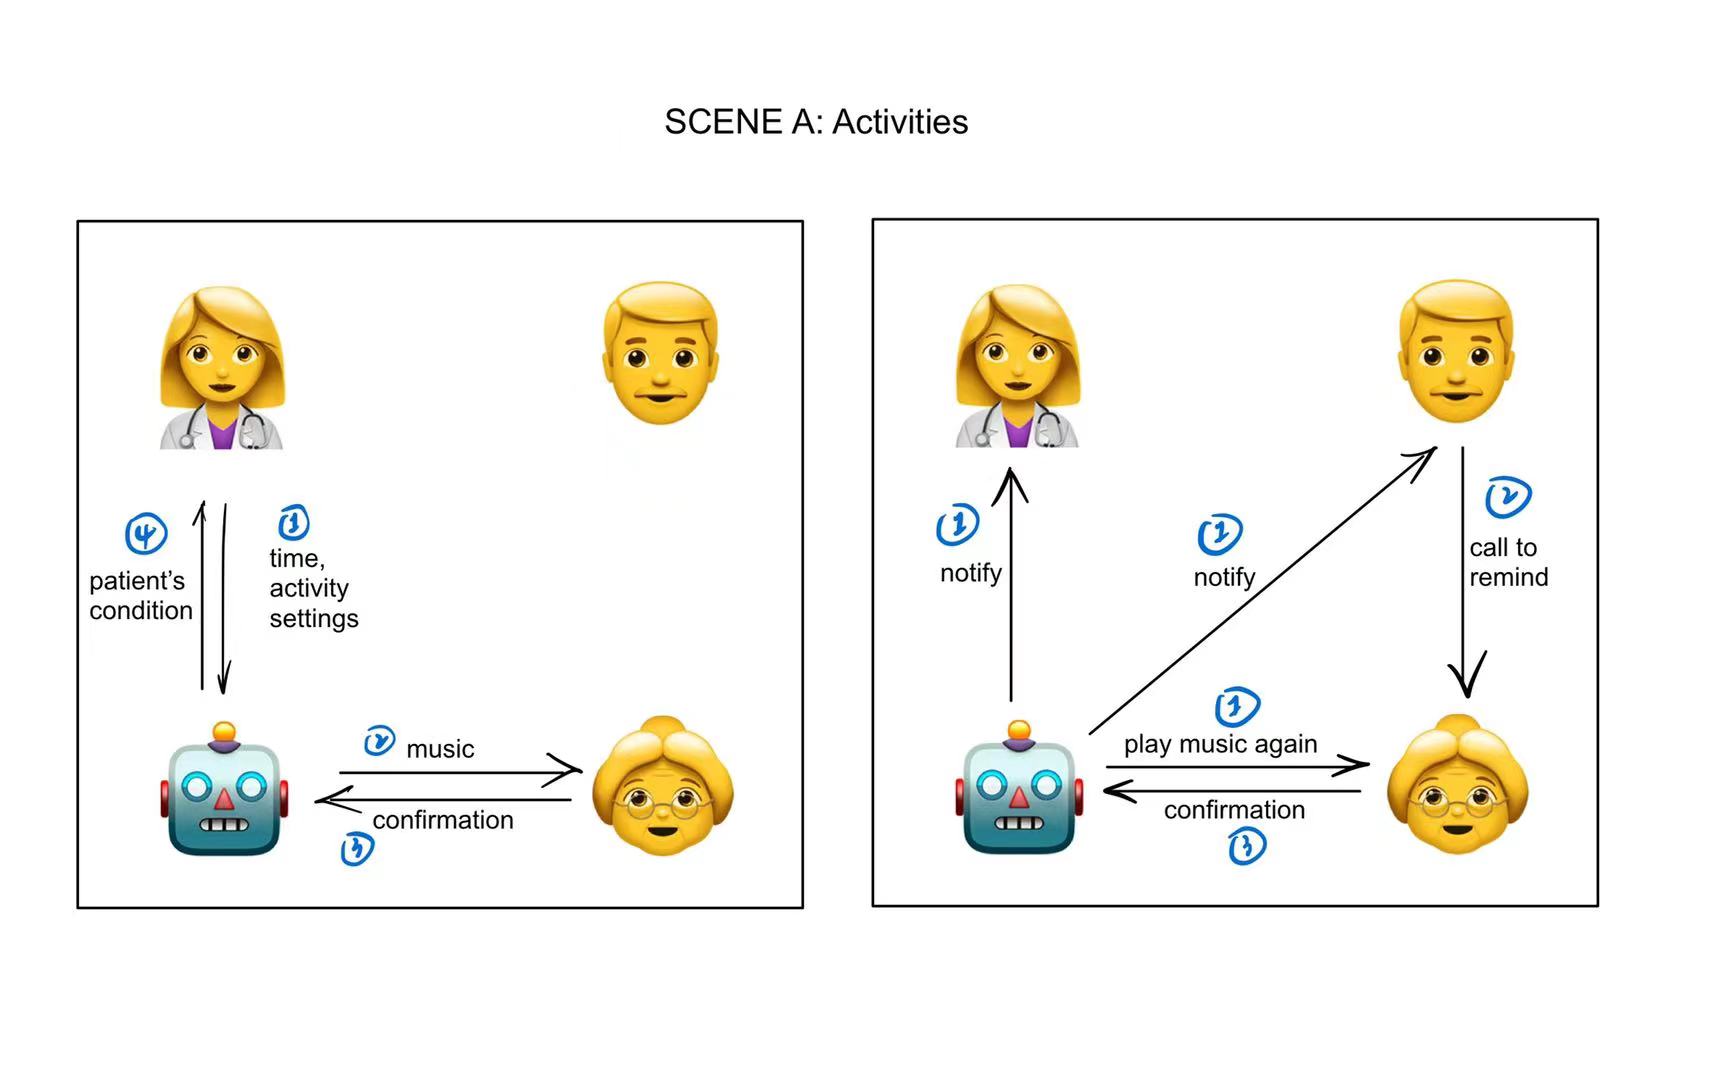 SCENE A: Activities
④
patient's
condition
①
time,
activity
settings
② music
confirmation
③
①
notify
①
notify
②
call to
remind
①
play music again
confirmation
③